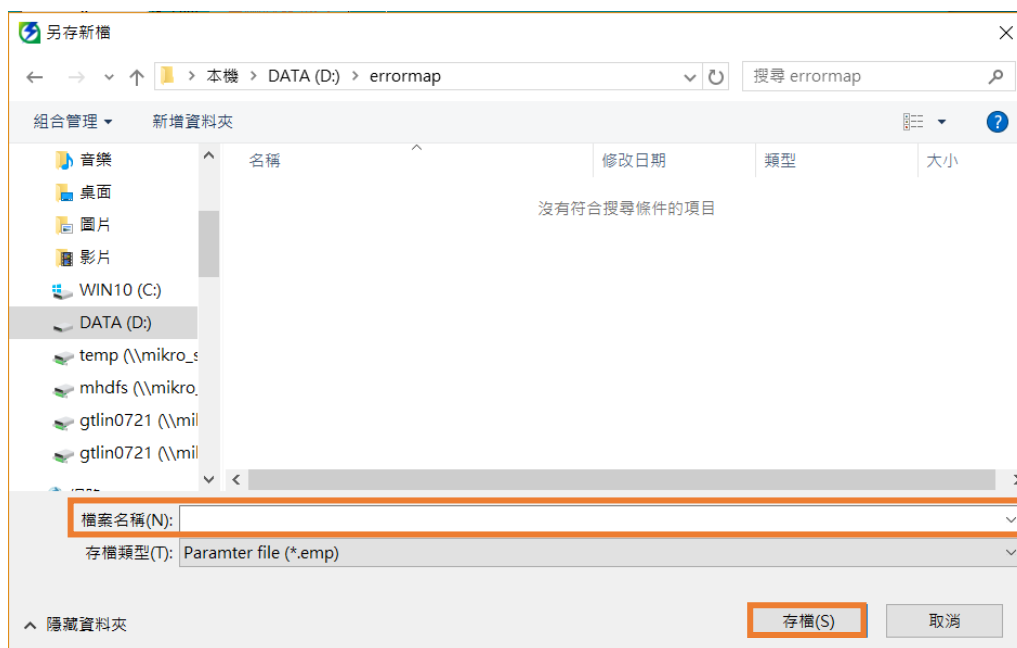 另存新檔
本機 > DATA (D:) > errormap
搜尋 errormap
組合管理
新增資料夾
名稱
修改日期
類型
大小
沒有符合搜尋條件的項目
音樂
桌面
圖片
影片
WIN10 (C:)
DATA (D:)
temp (\\mikro_s
mhdfs (\\mikro_
gtlin0721 (\\mil
gtlin0721 (\\mil
檔案名稱(N):
存檔類型(T): Paramter file (*.emp)
隱藏資料夾
存檔(S)
取消